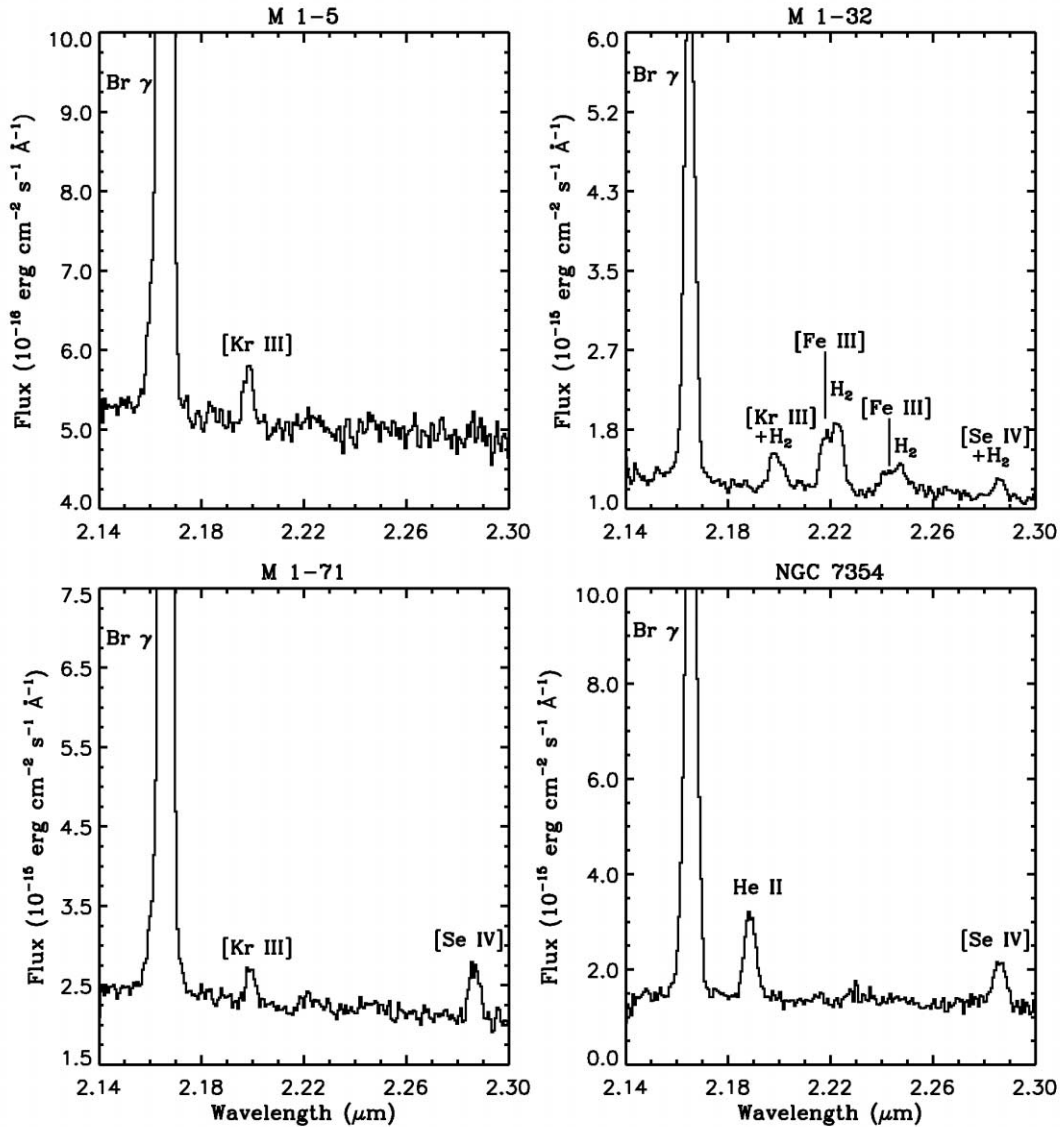 M 1-5
Flux (10⁻¹⁶ erg cm⁻² s⁻¹ Å⁻¹)
10.0
9.0
8.0
7.0
6.0
5.0
4.0
Br γ
[Kr III]
2.14
2.18
2.22
2.26
2.30
M 1-32
Flux (10⁻¹⁵ erg cm⁻² s⁻¹ Å⁻¹)
6.0
5.2
4.3
3.5
2.7
1.8
1.0
Br γ
[Fe III]
H₂
[Kr III]
+H₂
[Fe III]
H₂
[Se IV]
+H₂
2.14
2.18
2.22
2.26
2.30
M 1-71
Flux (10⁻¹⁵ erg cm⁻² s⁻¹ Å⁻¹)
7.5
6.5
5.5
4.5
3.5
2.5
1.5
Br γ
[Kr III]
[Se IV]
2.14
2.18
2.22
2.26
2.30
Wavelength (μm)
NGC 7354
Flux (10⁻¹⁵ erg cm⁻² s⁻¹ Å⁻¹)
10.0
8.0
6.0
4.0
2.0
0.0
Br γ
He II
[Se IV]
2.14
2.18
2.22
2.26
2.30
Wavelength (μm)